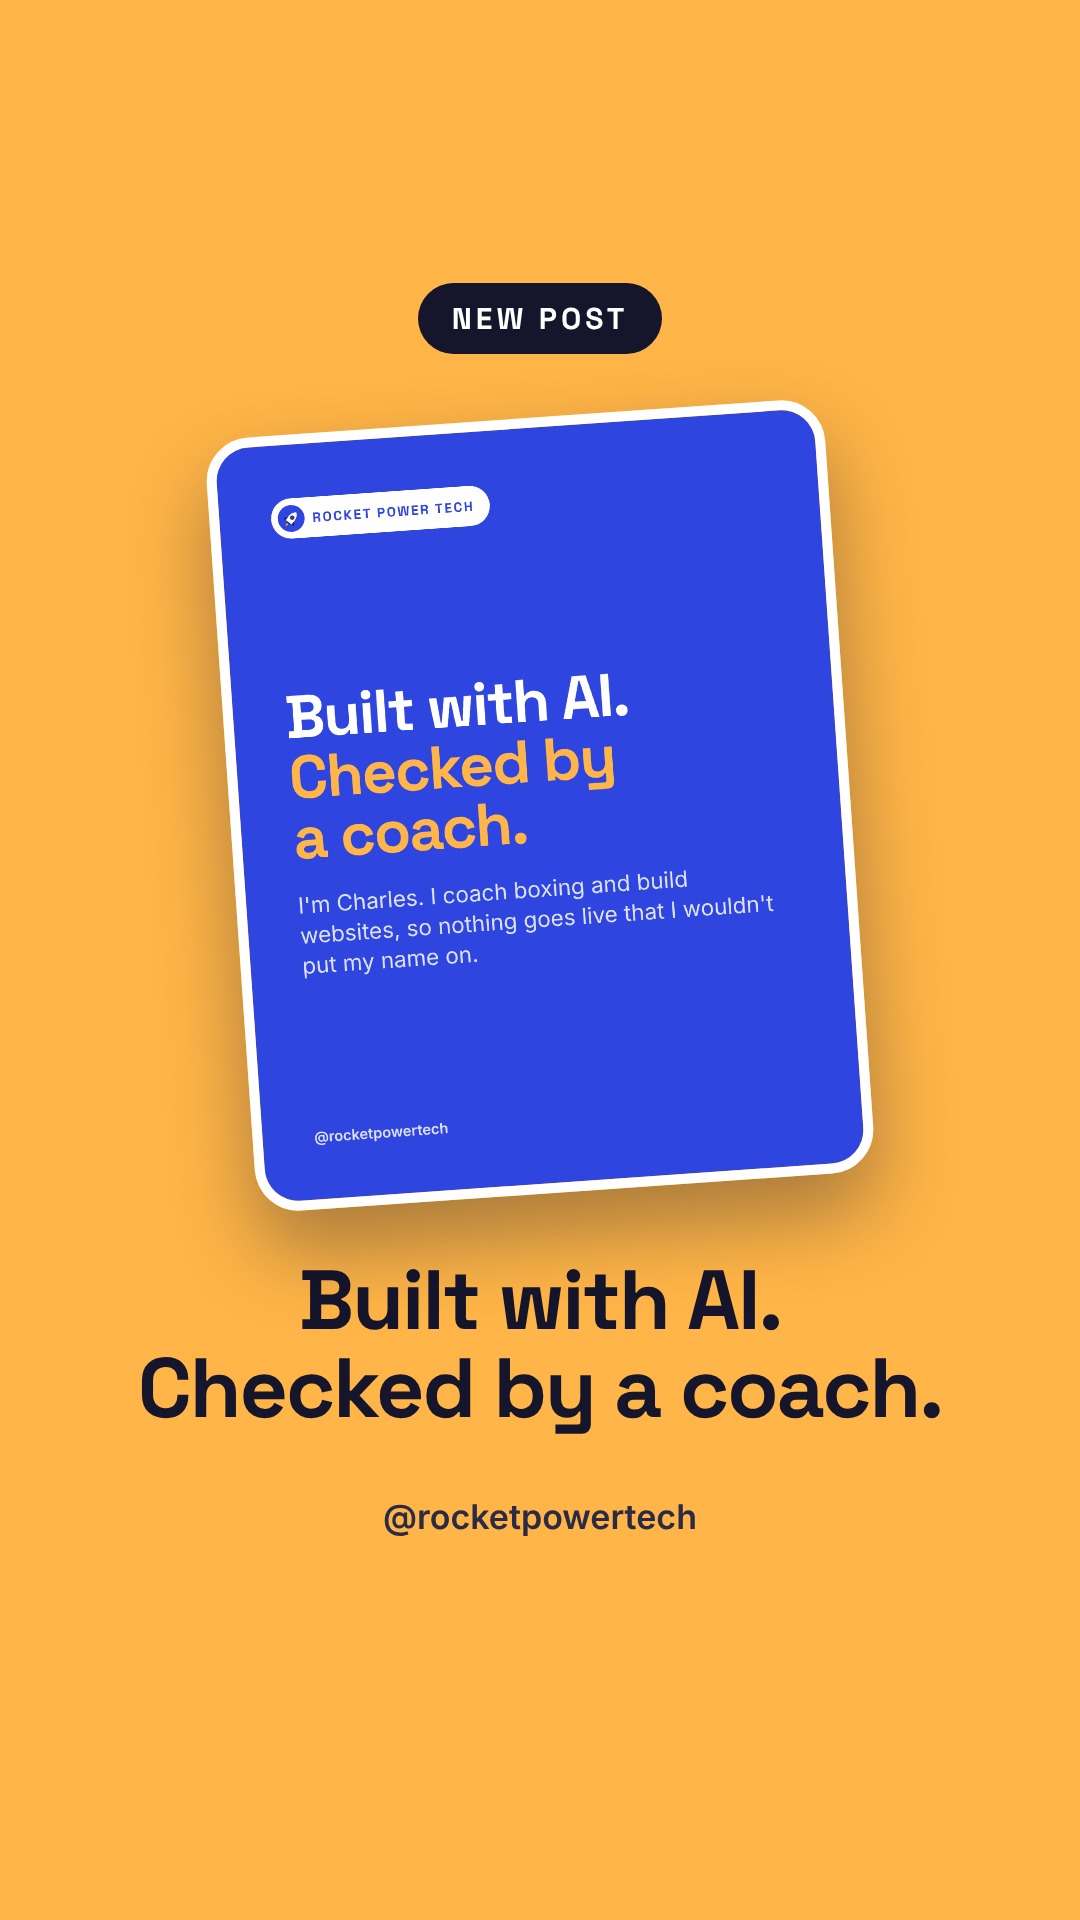 NEW POST
ROCKET POWER TECH
Built with AI.
Checked by
a coach.
I'm Charles. I coach boxing and build
websites, so nothing goes live that I wouldn't
put my name on.
@rocketpowertech
Built with AI.
Checked by a coach.
@rocketpowertech